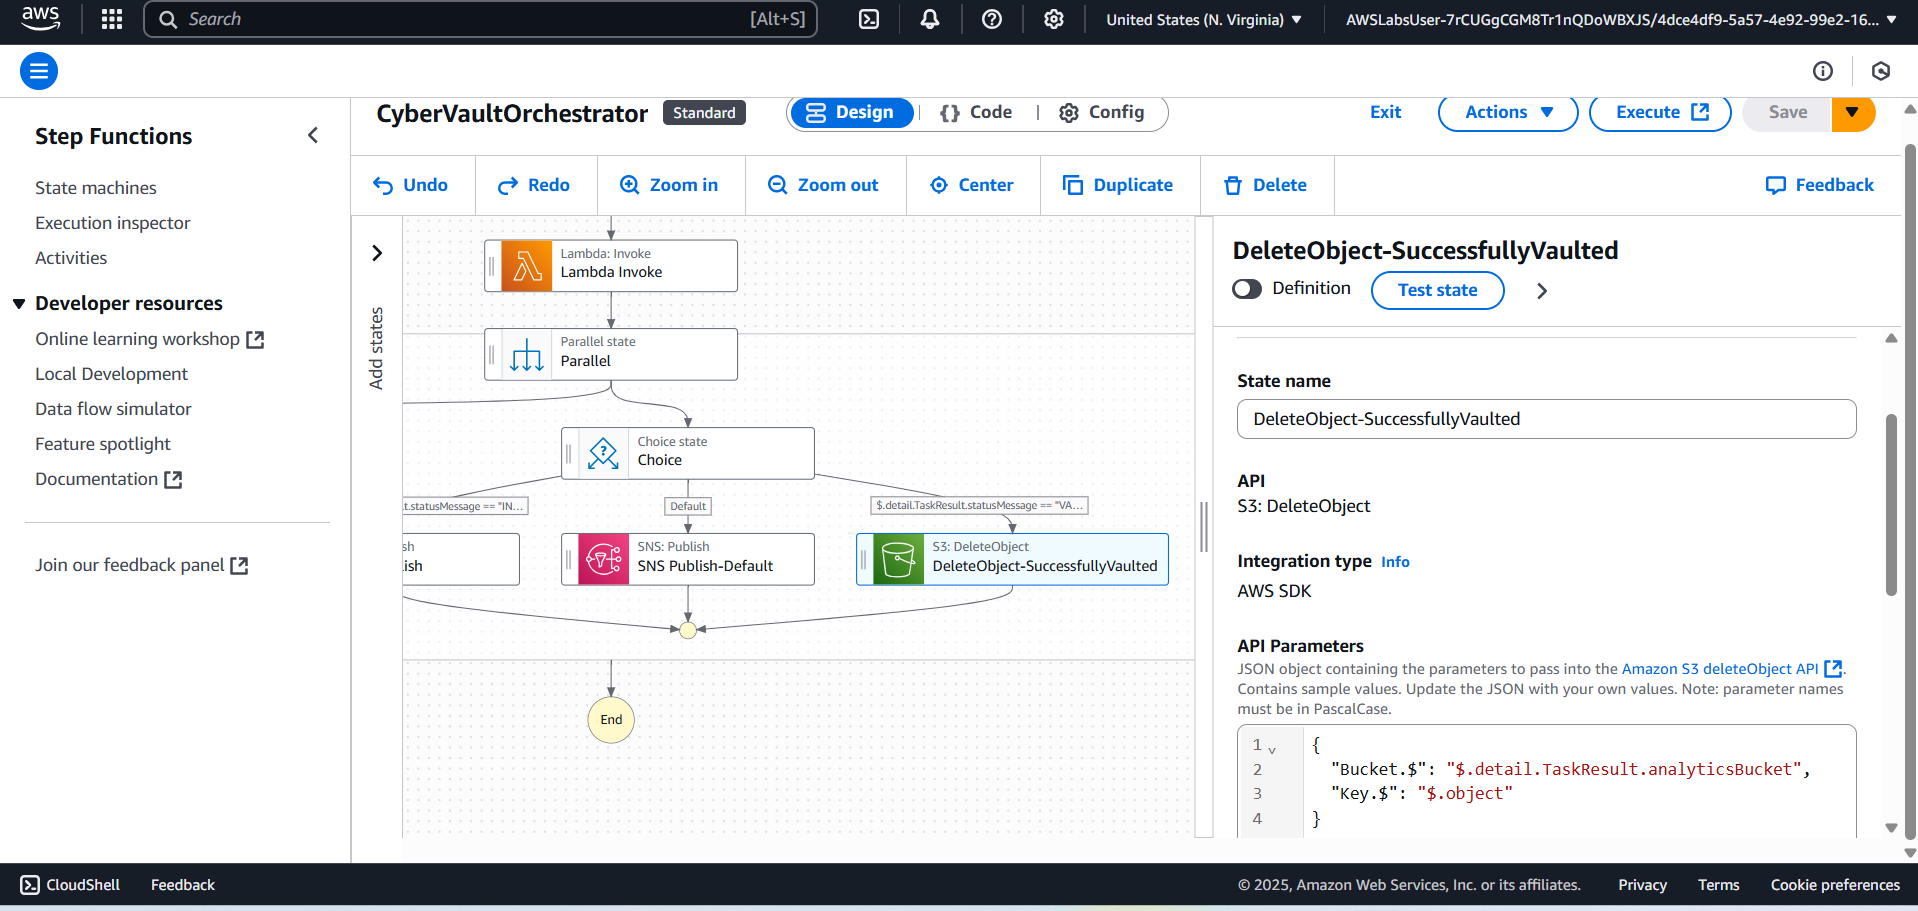 aws
Search
[Alt+S]
United States (N. Virginia)
AWSLabsUser-7rCUGgCGM8Tr1nQDoWBXJS/4dce4df9-5a57-4e92-99e2-16...
Step Functions
State machines
Execution inspector
Activities
Developer resources
Online learning workshop
Local Development
Data flow simulator
Feature spotlight
Documentation
Join our feedback panel
CyberVaultOrchestrator
Standard
Design
{} Code
Config
Exit
Actions
Execute
Save
Undo
Redo
Zoom in
Zoom out
Center
Duplicate
Delete
Feedback
Add states
Lambda: Invoke
Lambda Invoke
Parallel state
Parallel
Choice state
Choice
t.statusMessage == "IN...
Default
$.detail.TaskResult.statusMessage == "VA...
sh
ish
SNS: Publish
SNS Publish-Default
S3: DeleteObject
DeleteObject-SuccessfullyVaulted
End
DeleteObject-SuccessfullyVaulted
Definition
Test state
State name
DeleteObject-SuccessfullyVaulted
API
S3: DeleteObject
Integration type Info
AWS SDK
API Parameters
JSON object containing the parameters to pass into the Amazon S3 deleteObject API .
Contains sample values. Update the JSON with your own values. Note: parameter names
must be in PascalCase.
1 {
2 "Bucket.$": "$.detail.TaskResult.analyticsBucket",
3 "Key.$": "$.object"
4 }
CloudShell
Feedback
© 2025, Amazon Web Services, Inc. or its affiliates.
Privacy
Terms
Cookie preferences